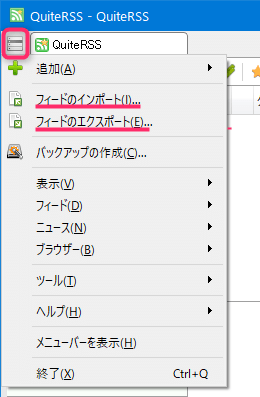 QuiteRSS - QuiteRSS
QuiteRSS
追加(A)
フィードのインポート(I)...
フィードのエクスポート(E)...
バックアップの作成(C)...
表示(V)
フィード(D)
ニュース(N)
ブラウザー(B)
ツール(T)
ヘルプ(H)
メニューバーを表示(H)
終了(X) Ctrl+Q